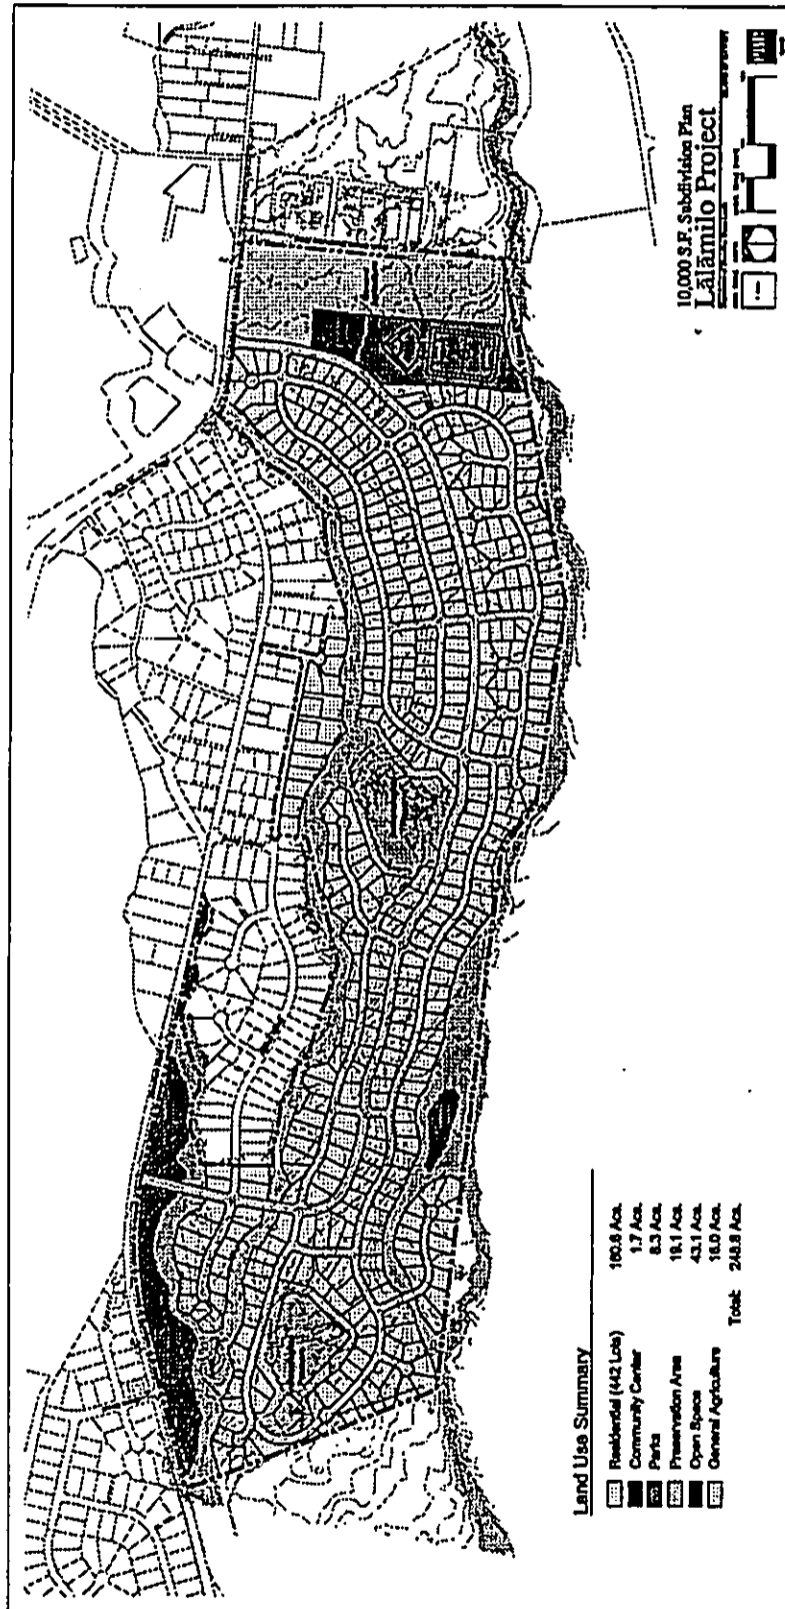 10,000 S.F. Subdivision Plan
Lālāmilo Project
PBR
Land Use Summary
Residential (442 Lots) 160.6 Acs.
Community Center 1.7 Acs.
Parks 8.3 Acs.
Preservation Area 19.1 Acs.
Open Space 43.1 Acs.
General Agriculture 16.0 Acs.
Total: 248.8 Acs.